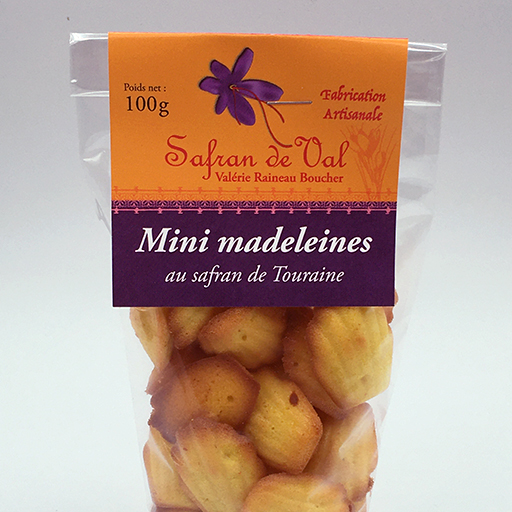 Poids net :
100g
Fabrication
Artisanale
Safran de Val
Valérie Raineau Boucher
Mini madeleines
au safran de Touraine